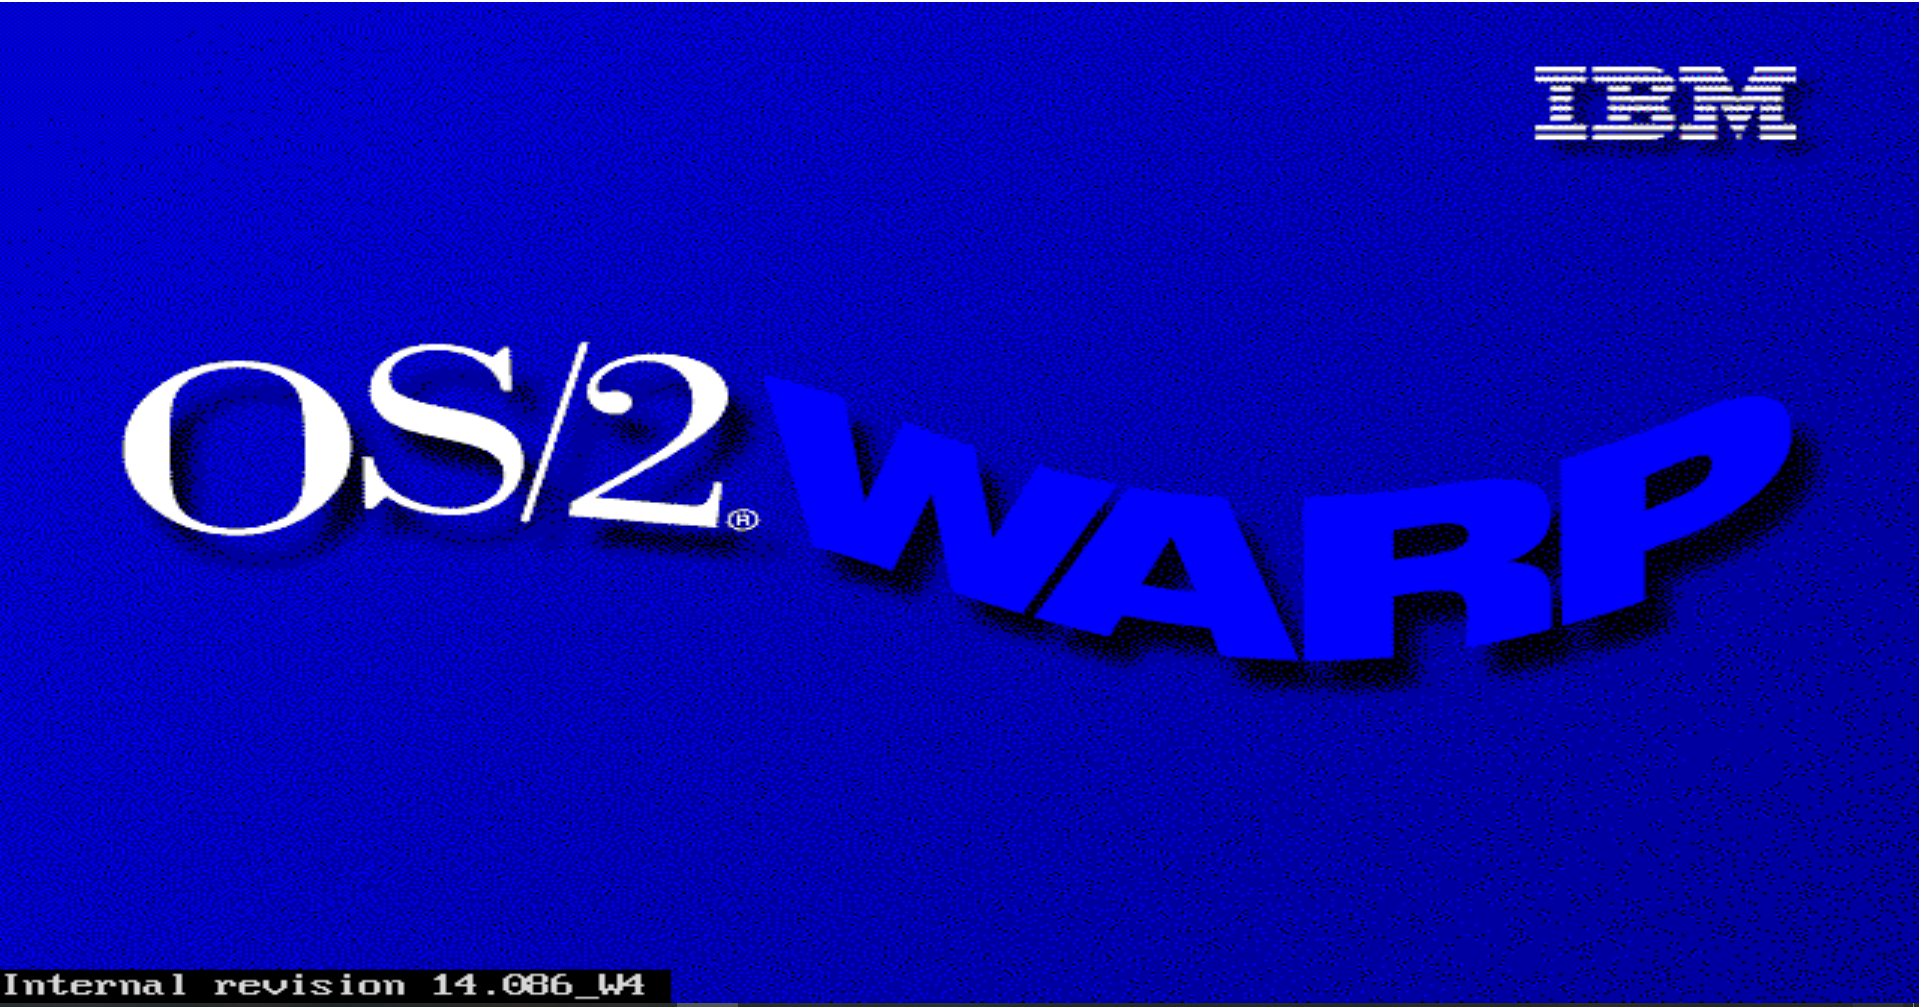 IBM
OS/2® WARP
Internal revision 14.086_W4